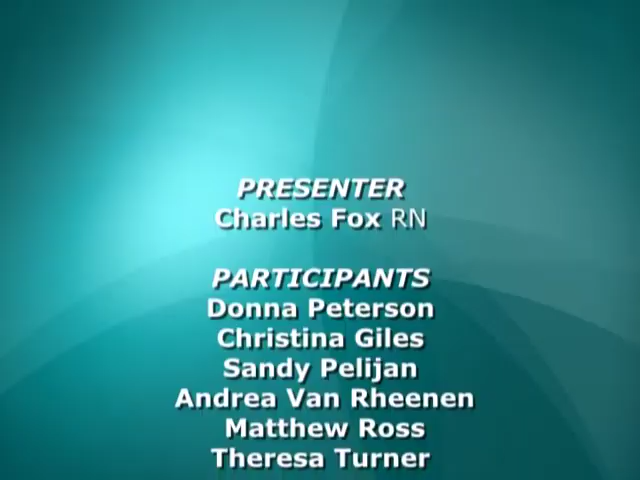 PRESENTER
Charles Fox RN
PARTICIPANTS
Donna Peterson
Christina Giles
Sandy Pelijan
Andrea Van Rheenen
Matthew Ross
Theresa Turner